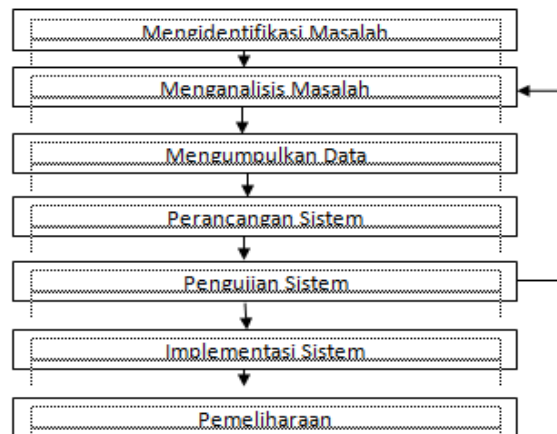 Mengidentifikasi Masalah
Menganalisis Masalah
Mengumpulkan Data
Perancangan Sistem
Pengujian Sistem
Implementasi Sistem
Pemeliharaan